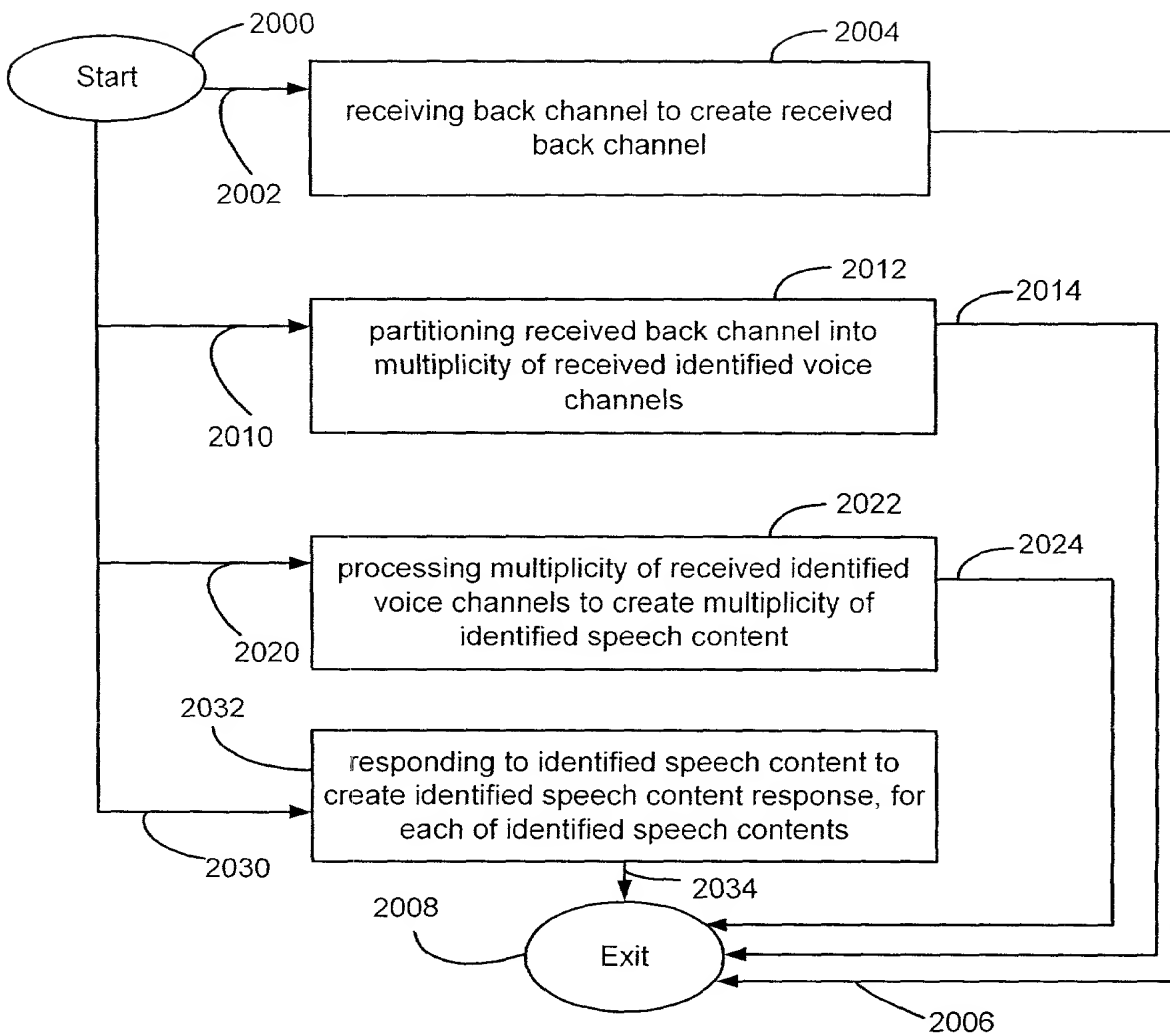 2000
Start
2004
receiving back channel to create received
back channel
2002
2012
2014
partitioning received back channel into
multiplicity of received identified voice
channels
2010
2022
2024
processing multiplicity of received identified
voice channels to create multiplicity of
identified speech content
2020
2032
responding to identified speech content to
create identified speech content response, for
each of identified speech contents
2030
2034
2008
Exit
2006